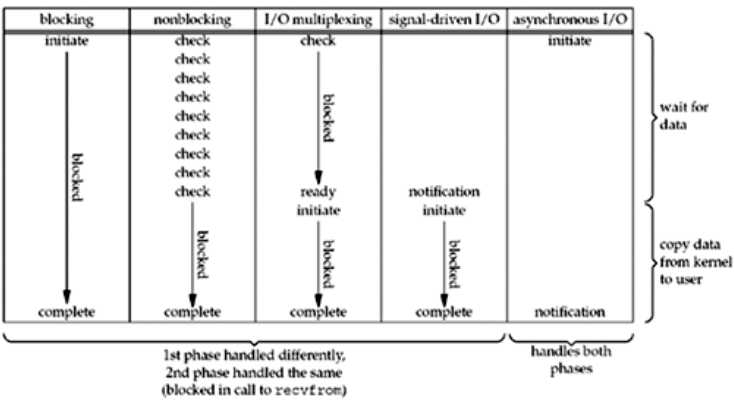 blocking nonblocking I/O multiplexing signal-driven I/O asynchronous I/O
initiate check check initiate
check
check
check
check
check
check
check
check ready notification
initiate initiate
blocked
blocked
blocked
blocked
blocked
complete complete complete complete notification
wait for
data
copy data
from kernel
to user
1st phase handled differently,
2nd phase handled the same
(blocked in call to recvfrom)
handles both
phases